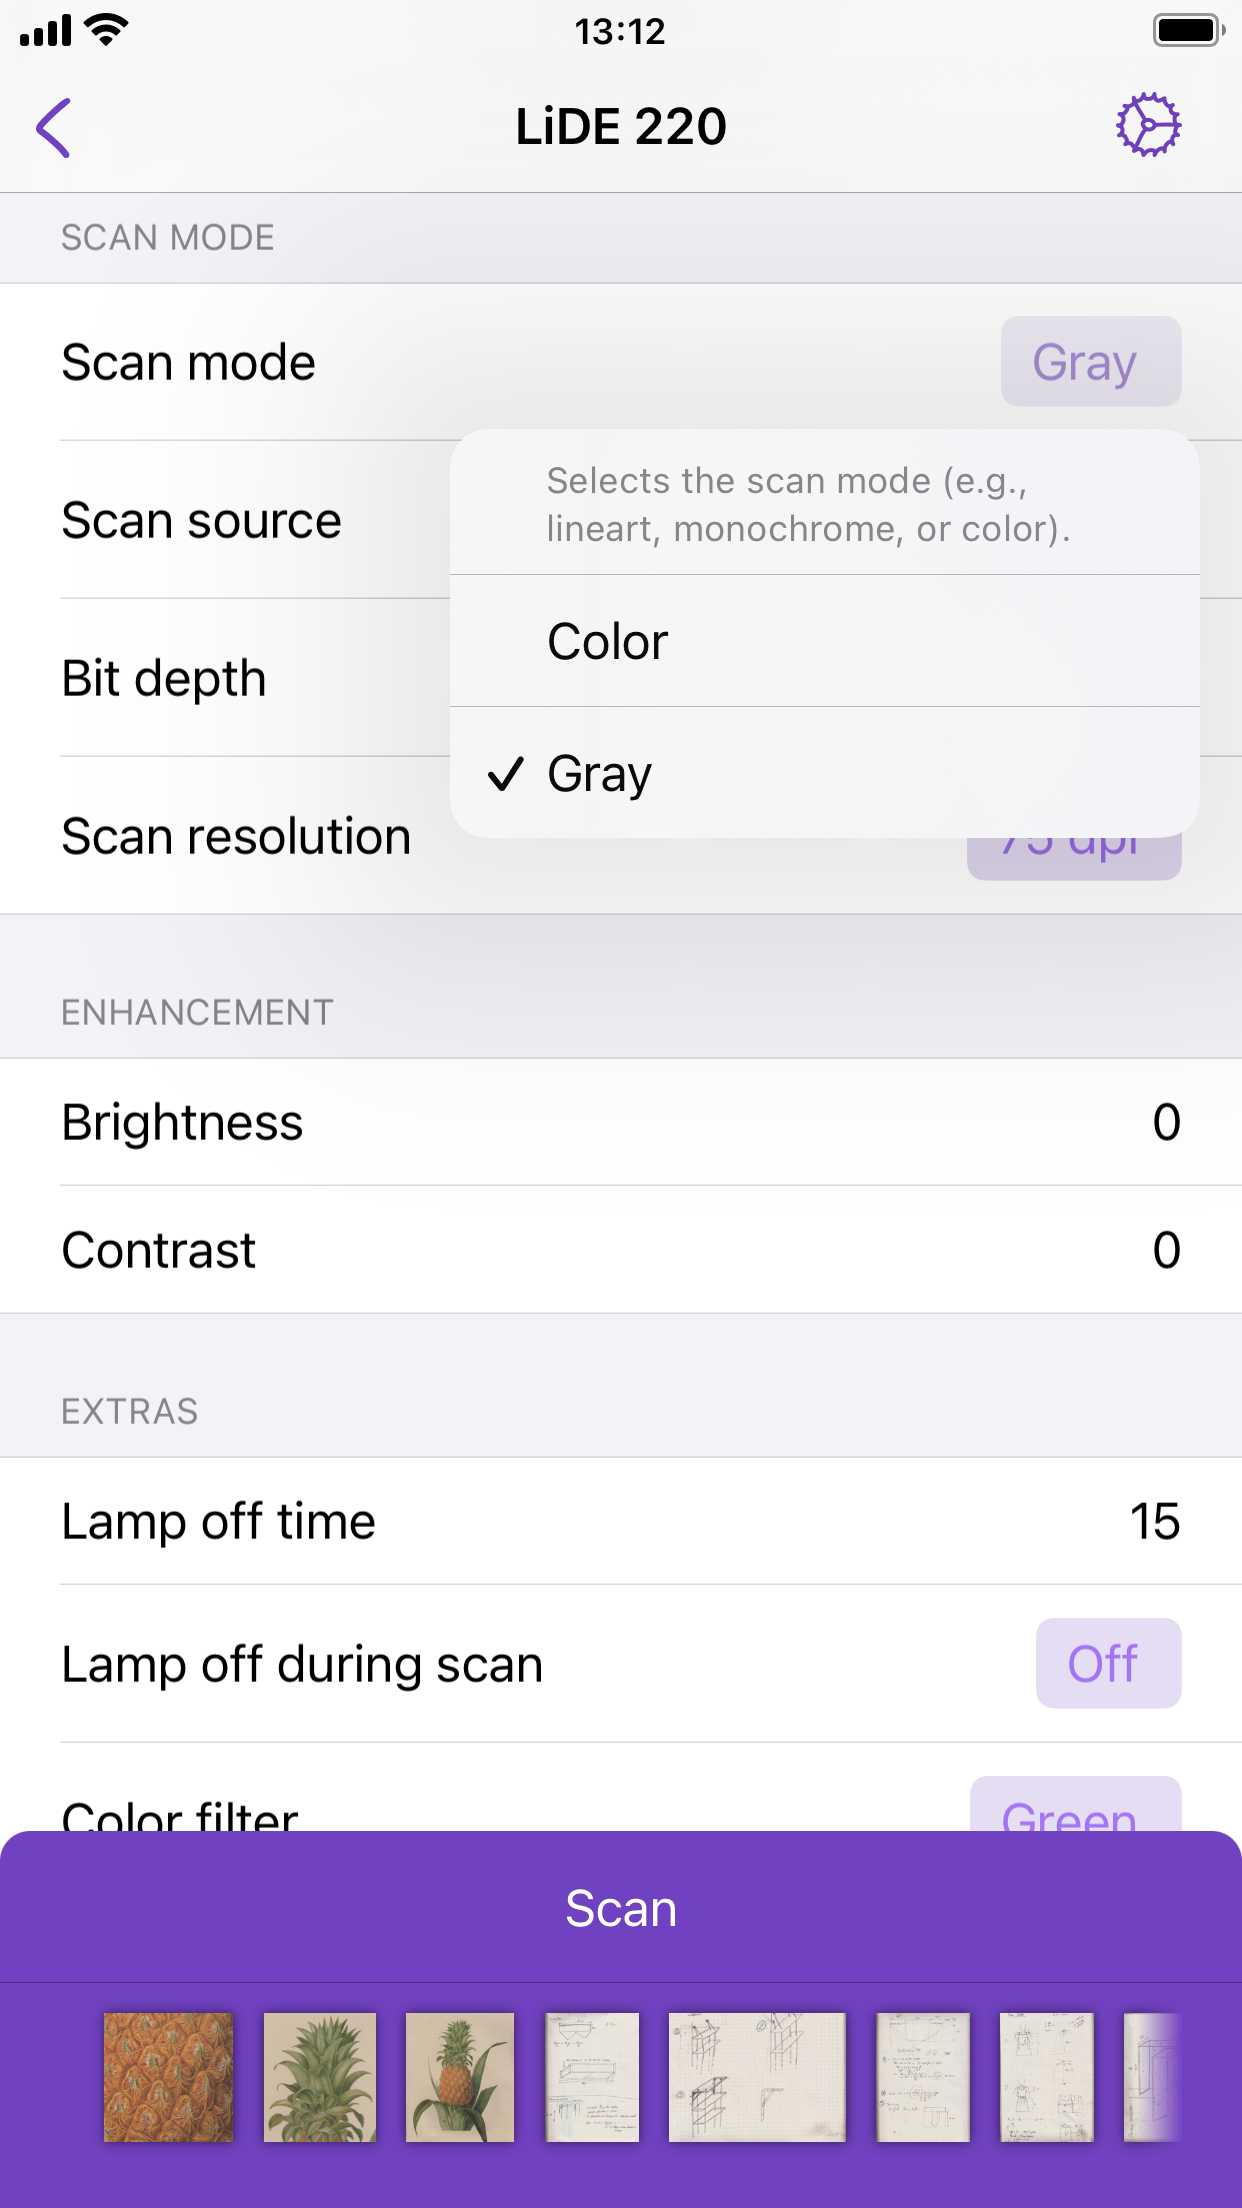 13:12
LiDE 220
SCAN MODE
Scan mode
Gray
Selects the scan mode (e.g.,
lineart, monochrome, or color).
Scan source
Color
Bit depth
Gray
Scan resolution
75 dpi
ENHANCEMENT
Brightness
0
Contrast
0
EXTRAS
Lamp off time
15
Lamp off during scan
Off
Color filter
Green
Scan